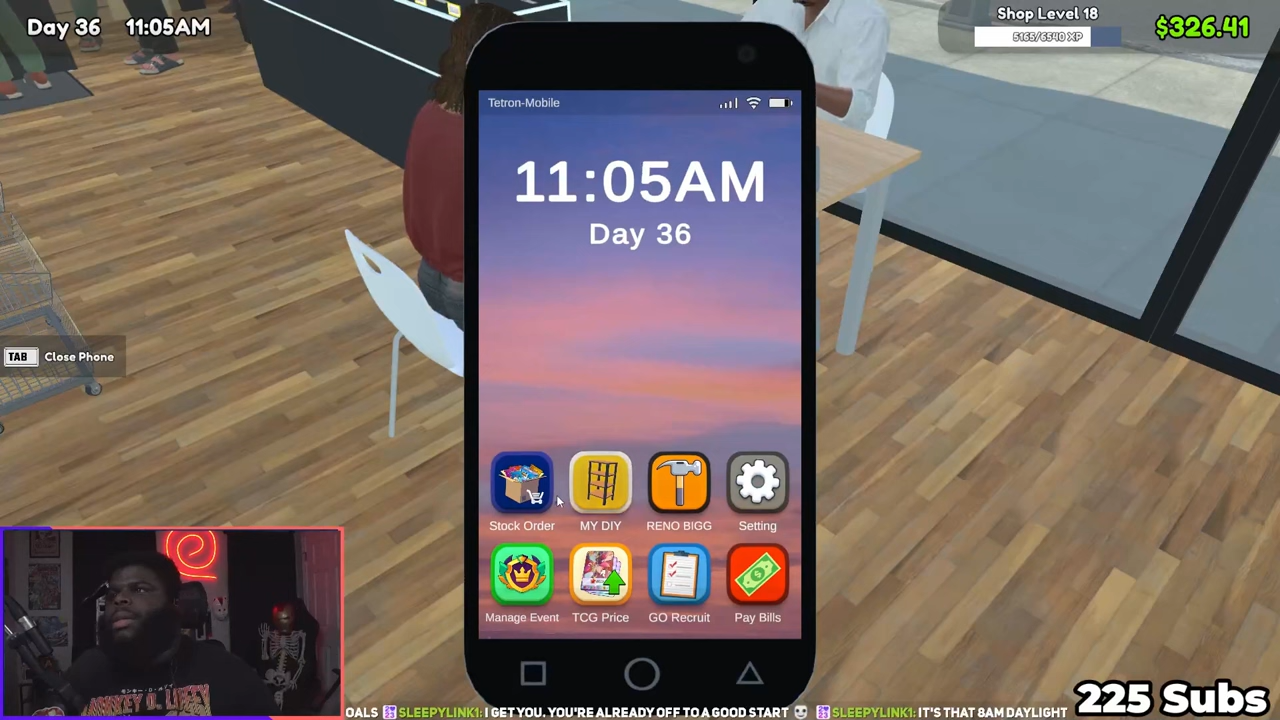 Day 36 11:05AM
Shop Level 18
5165/6540 XP
$326.41
Tetron-Mobile
11:05AM
Day 36
TAB Close Phone
Stock Order MY DIY RENO BIGG Setting
Manage Event TCG Price GO Recruit Pay Bills
225 Subs
OALS SLEEPYLINK1: I GET YOU. YOU'RE ALREADY OFF TO A GOOD START SLEEPYLINK1: IT'S THAT 8AM DAYLIGHT